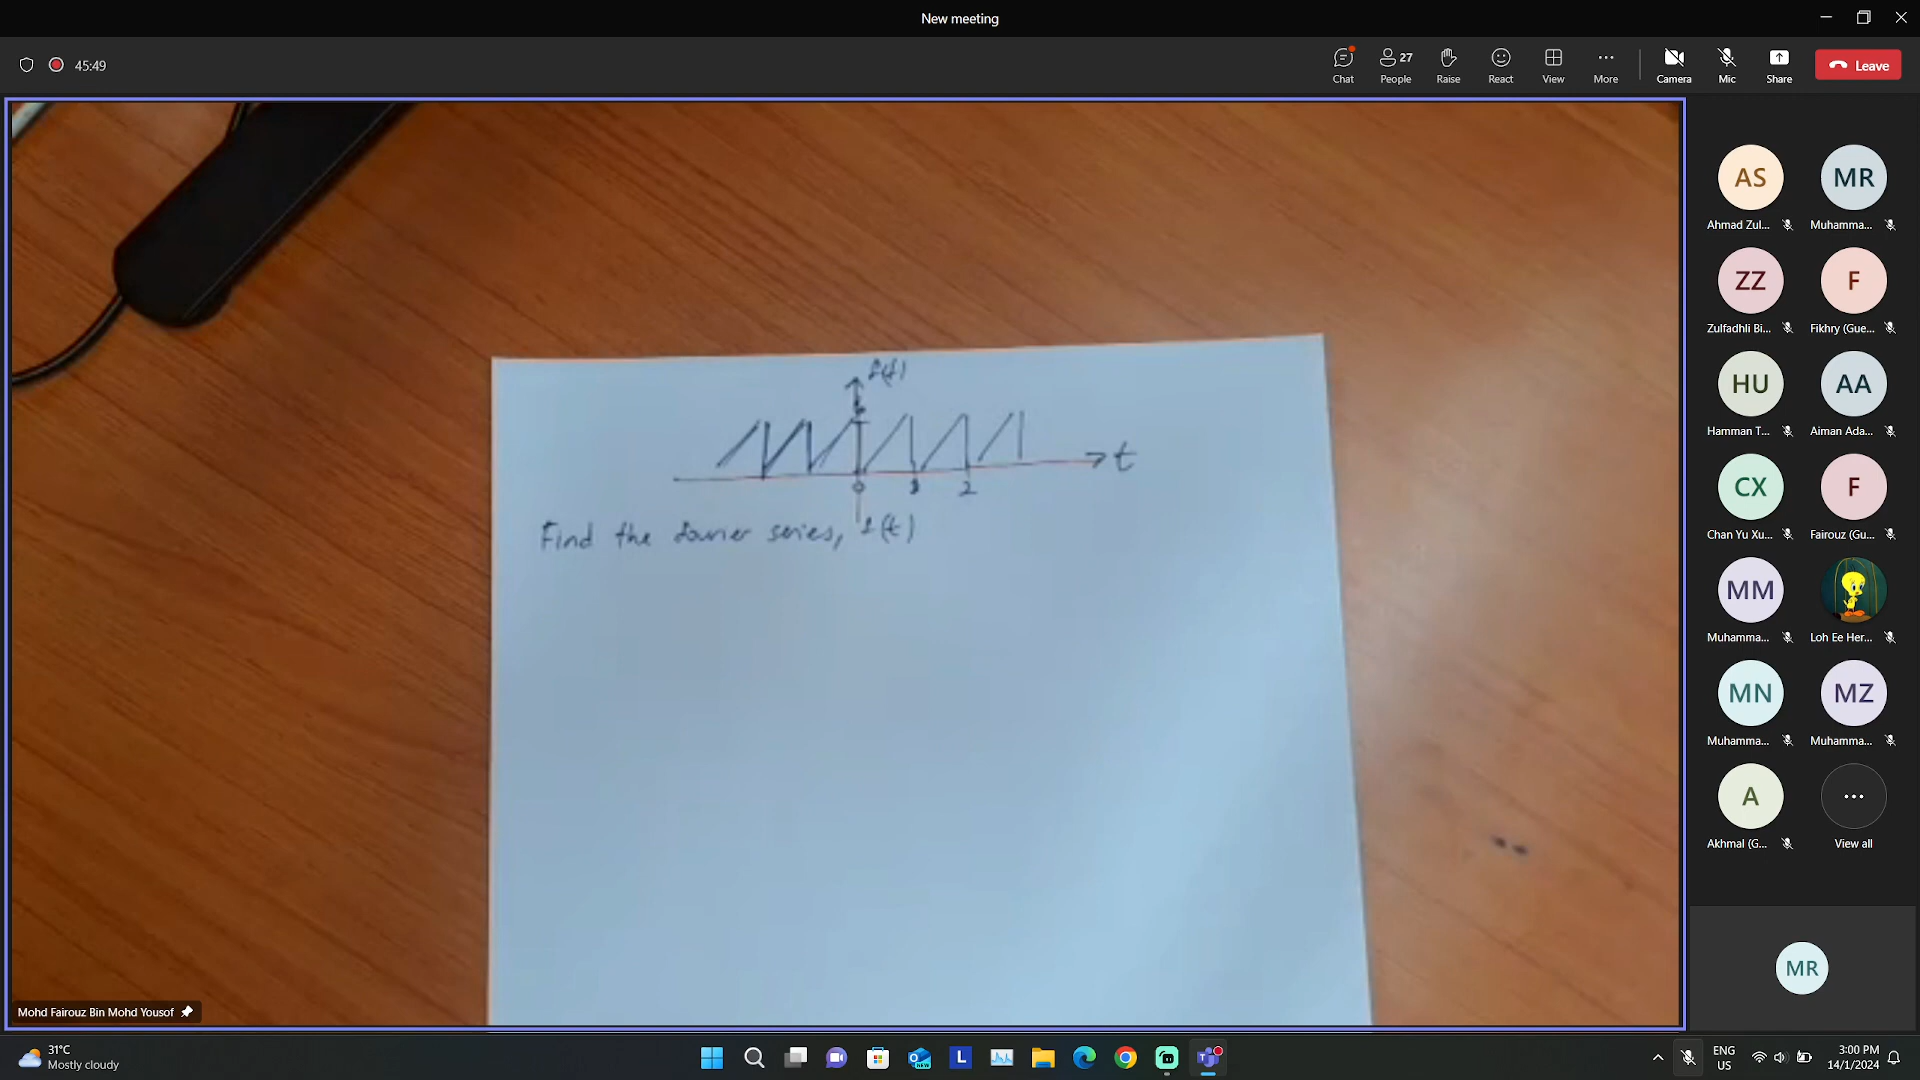 New meeting
45:49
Chat
27
People
Raise
React
View
More
Camera
Mic
Share
Leave
AS
Ahmad Zul...
MR
Muhamma...
ZZ
Zulfadhli Bi...
F
Fikhry (Gue...
HU
Hamman T...
AA
Aiman Ada...
CX
Chan Yu Xu...
F
Fairouz (Gu...
MM
Muhamma...
Loh Ee Her...
MN
Muhamma...
MZ
Muhamma...
A
Akhmal (G...
View all
MR
f(t)
t
0
2
Find the fourier series, f(t)
Mohd Fairouz Bin Mohd Yousof
31°C
Mostly cloudy
ENG
US
3:00 PM
14/1/2024